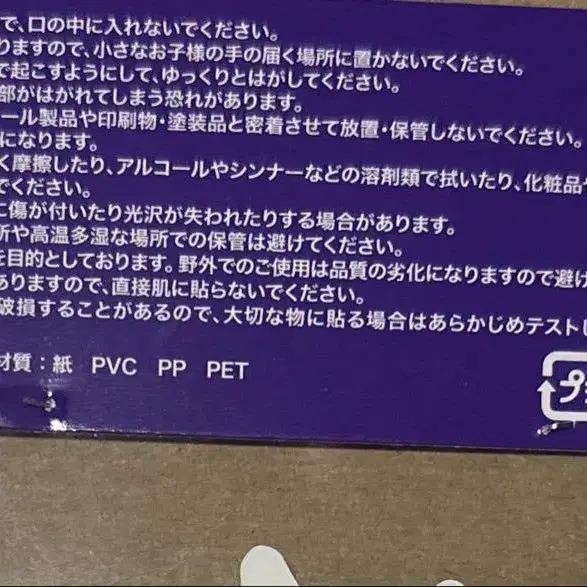 で、口の中に入れないでください。
りますので、小さなお子様の手の届く場所に置かないでください。
で起こすようにして、ゆっくりとはがしてください。
部がはがれてしまう恐れがあります。
ール製品や印刷物・塗装品と密着させて放置・保管しないでください。
になります。
く摩擦したり、アルコールやシンナーなどの溶剤類で拭いたり、化粧品や
でください。
に傷が付いたり光沢が失われたりする場合があります。
所や高温多湿な場所での保管は避けてください。
を目的としております。野外でのご使用は品質の劣化になりますので避け
ありますので、直接肌に貼らないでください。
破損することがあるので、大切な物に貼る場合はあらかじめテストし
材質：紙 PVC PP PET
プラ